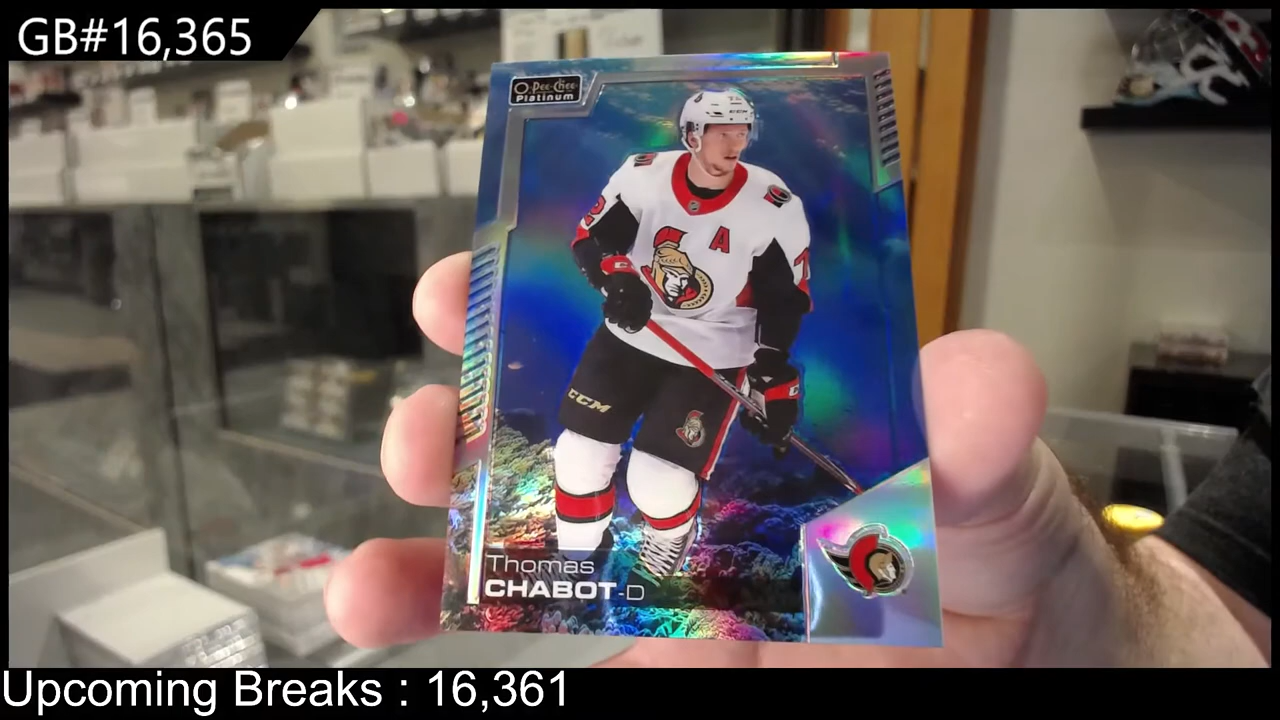 GB#16,365
O-Pee-Chee
Platinum
A
CCM
Thomas
CHABOT-D
Upcoming Breaks : 16,361